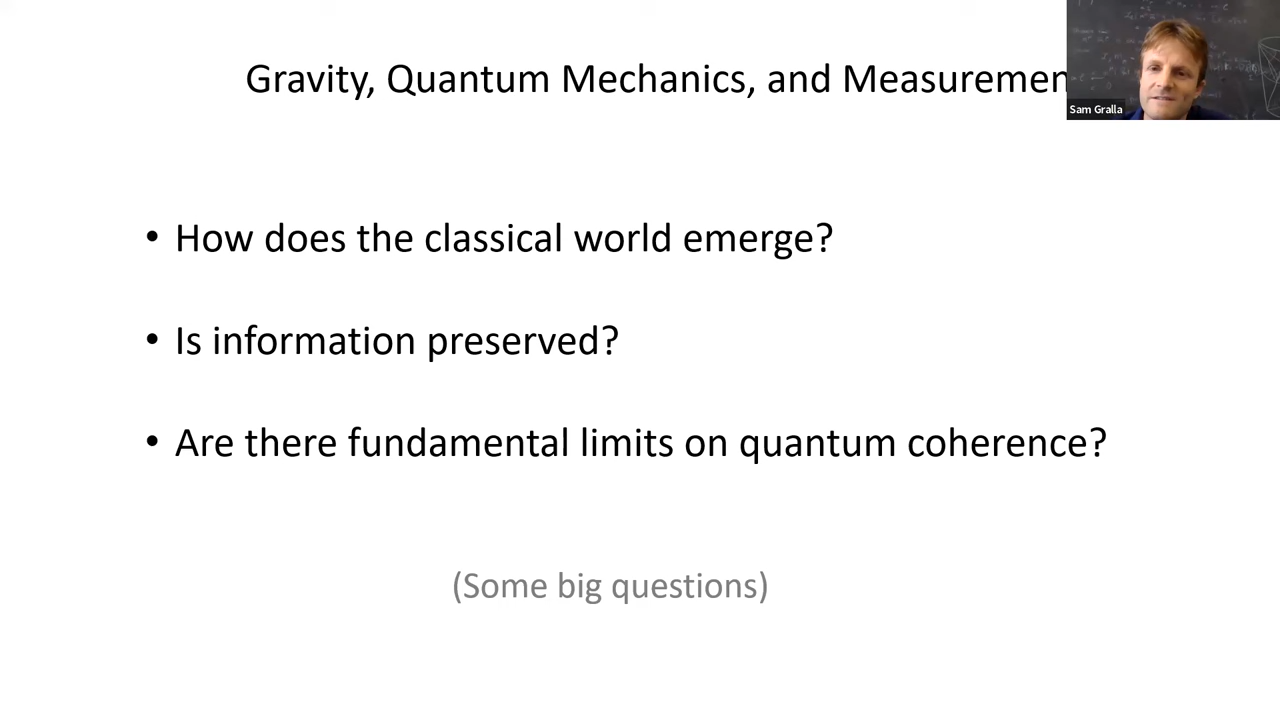 Gravity, Quantum Mechanics, and Measuremen
Sam Gralla
• How does the classical world emerge?
• Is information preserved?
• Are there fundamental limits on quantum coherence?
(Some big questions)